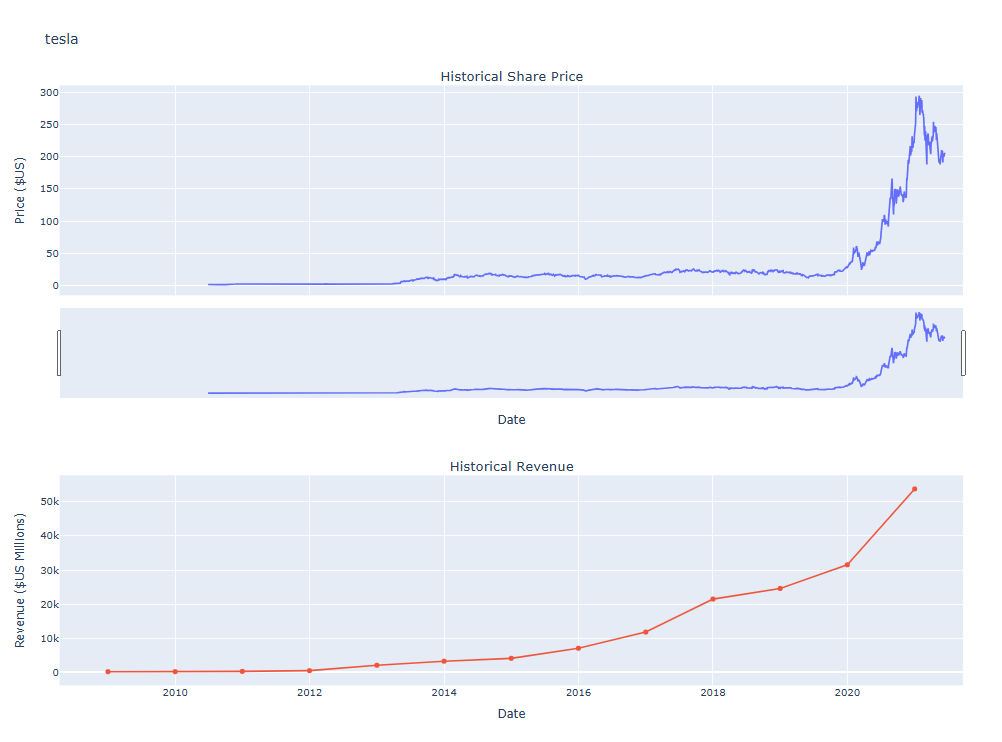 tesla
Historical Share Price
Price ($US)
300
250
200
150
100
50
0
Date
Historical Revenue
Revenue ($US Millions)
50k
40k
30k
20k
10k
0
2010 2012 2014 2016 2018 2020
Date